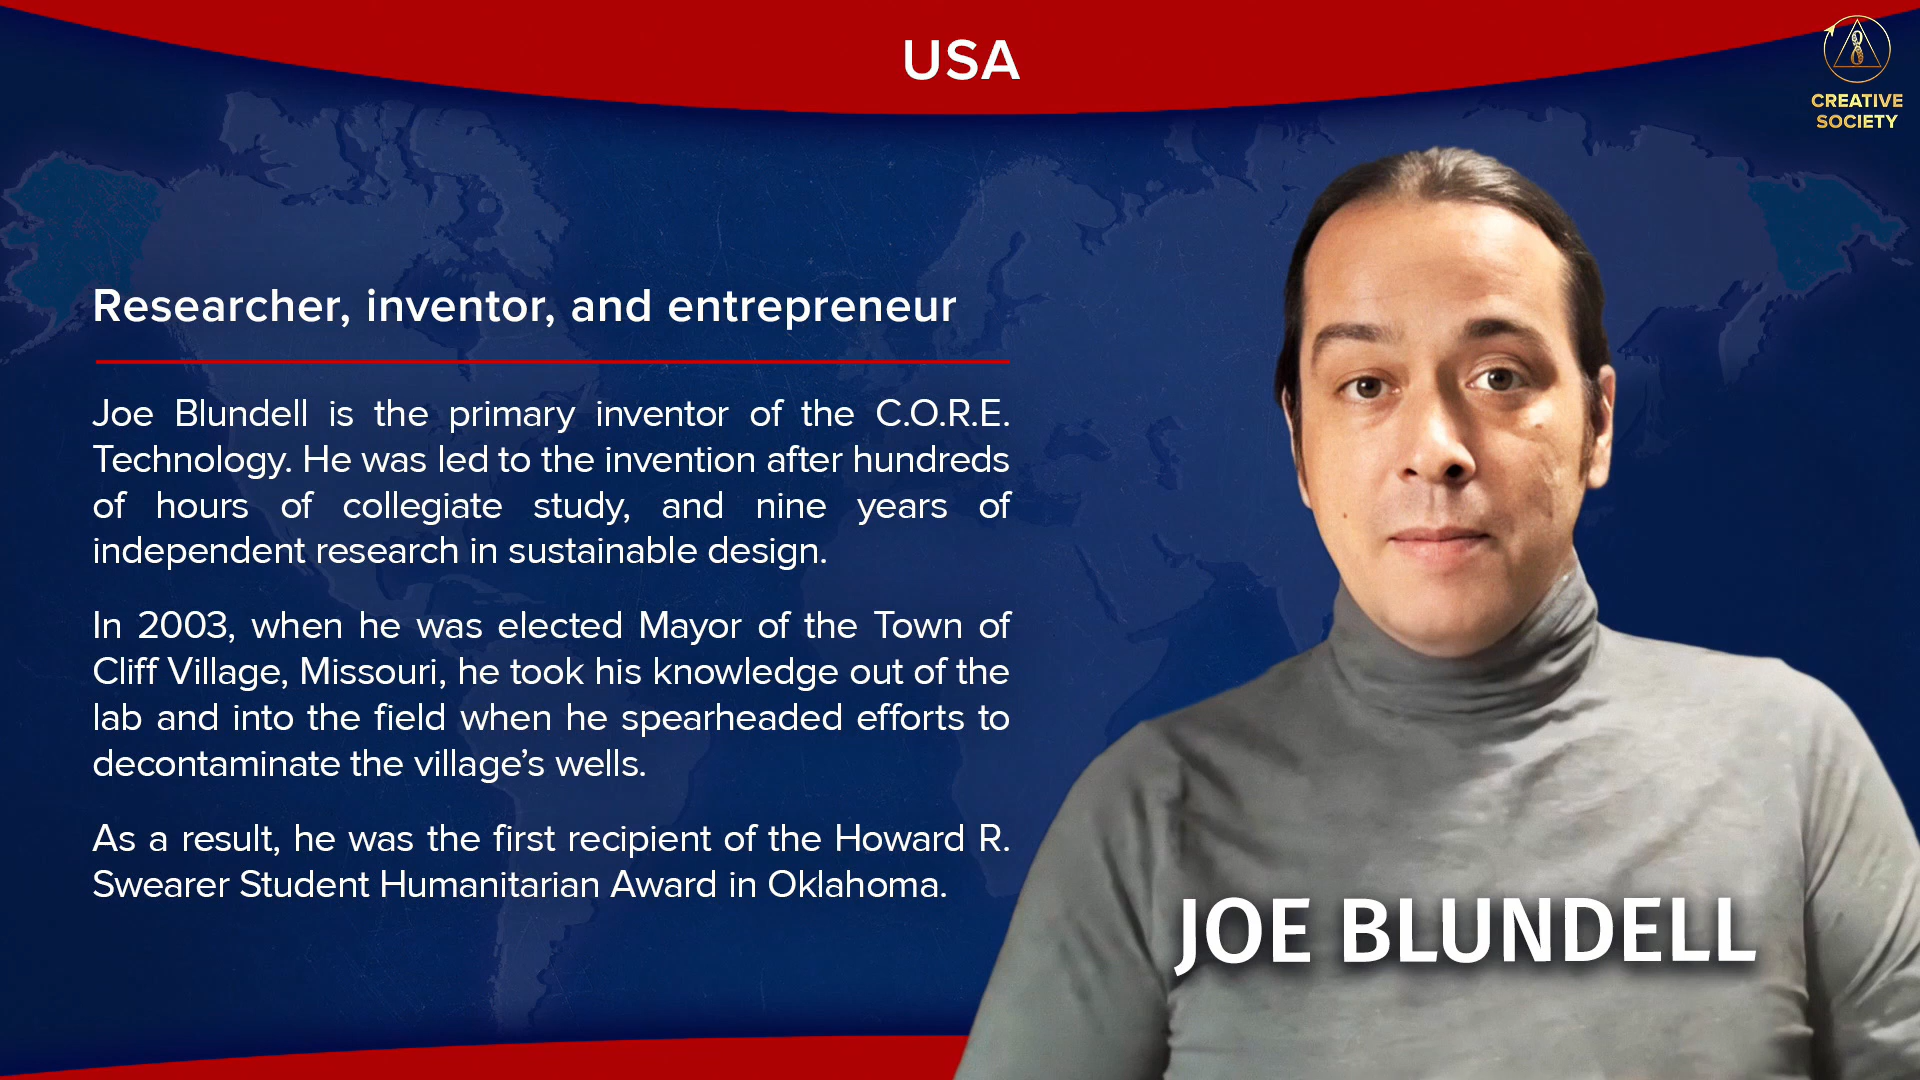 USA
CREATIVE
SOCIETY
Researcher, inventor, and entrepreneur
Joe Blundell is the primary inventor of the C.O.R.E.
Technology. He was led to the invention after hundreds
of hours of collegiate study, and nine years of
independent research in sustainable design.
In 2003, when he was elected Mayor of the Town of
Cliff Village, Missouri, he took his knowledge out of the
lab and into the field when he spearheaded efforts to
decontaminate the village’s wells.
As a result, he was the first recipient of the Howard R.
Swearer Student Humanitarian Award in Oklahoma.
JOE BLUNDELL